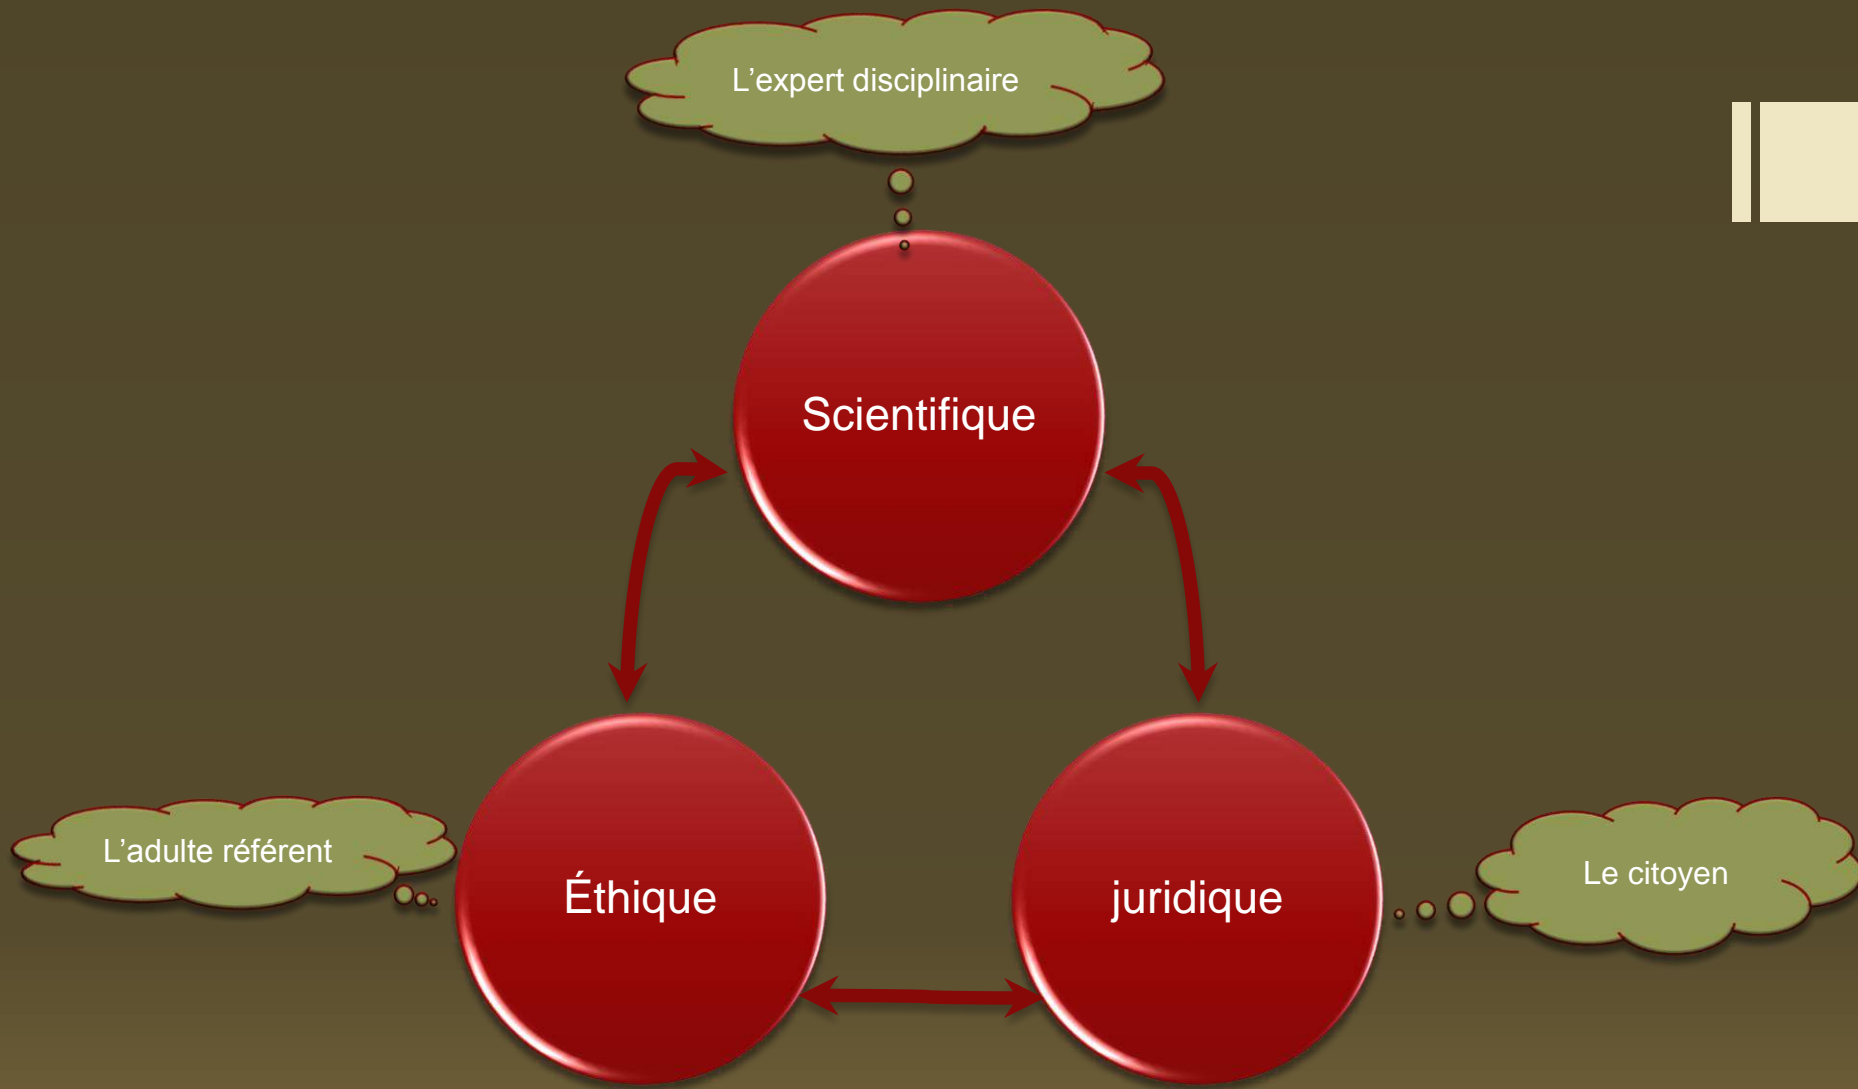 L’expert disciplinaire
Scientifique
L’adulte référent
Éthique
juridique
Le citoyen